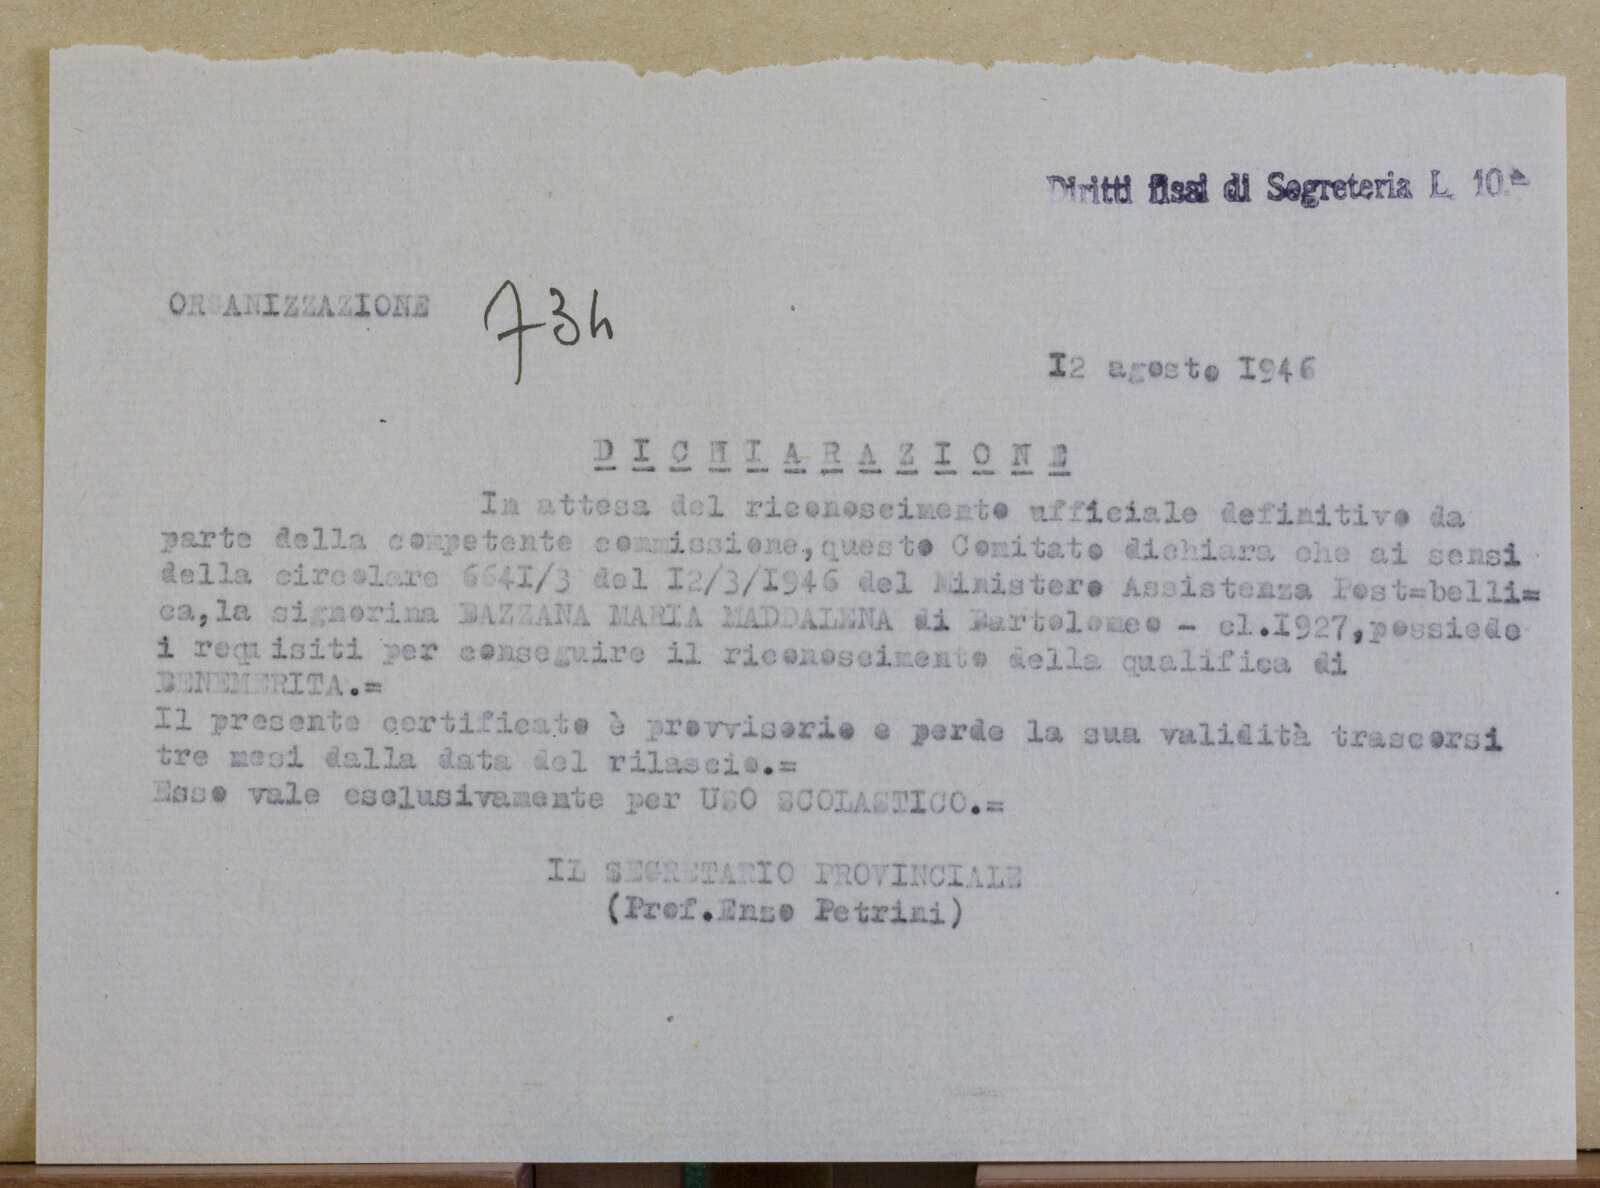 Diritti fissi di Segreteria L. 10.=
ORGANIZZAZIONE 734
I2 agosto I946
D I C H I A R A Z I O N E
In attesa del riconoscimento ufficiale definitivo da
parte della competente commissione,questo Comitato dichiara che ai sensi
della circolare 6641/3 del I2/3/I946 del Ministero Assistenza Post=belli=
ca,la signorina BAZZANA MARIA MADDALENA di Bartolomeo - cl.I927,possiede
i requisiti per conseguire il riconoscimento della qualifica di
BENEMERITA.=
Il presente certificato è provvisorio e perde la sua validità trascorsi
tre mesi dalla data del rilascio.=
Esso vale esclusivamente per USO SCOLASTICO.=
IL SEGRETARIO PROVINCIALE
(Prof.Enzo Petrini)